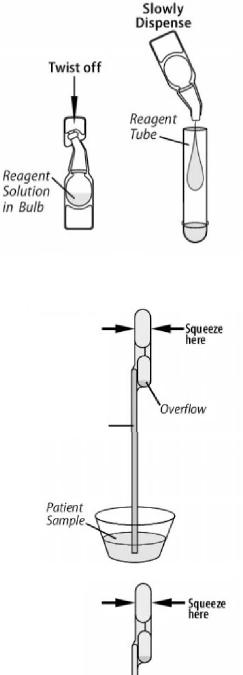 Slowly
Dispense
Twist off
Reagent
Tube
Reagent
Solution
in Bulb
Squeeze
here
Overflow
Patient
Sample
Squeeze
here